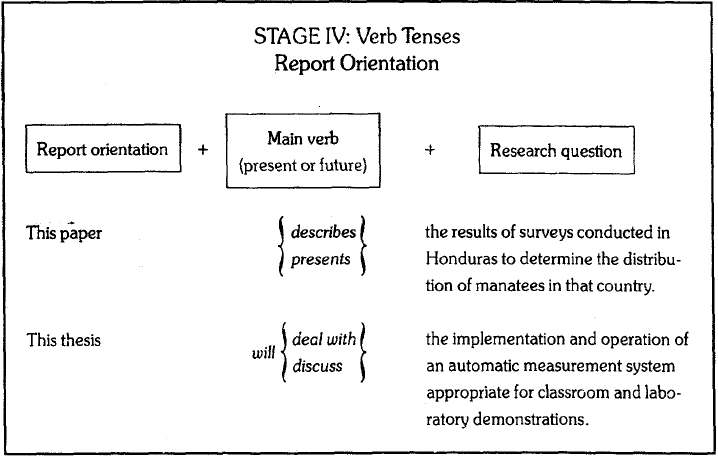 STAGE IV: Verb Tenses
Report Orientation
Report orientation + Main verb (present or future) + Research question
This paper { describes presents } the results of surveys conducted in
Honduras to determine the distribu-
tion of manatees in that country.
This thesis will { deal with discuss } the implementation and operation of
an automatic measurement system
appropriate for classroom and labo-
ratory demonstrations.